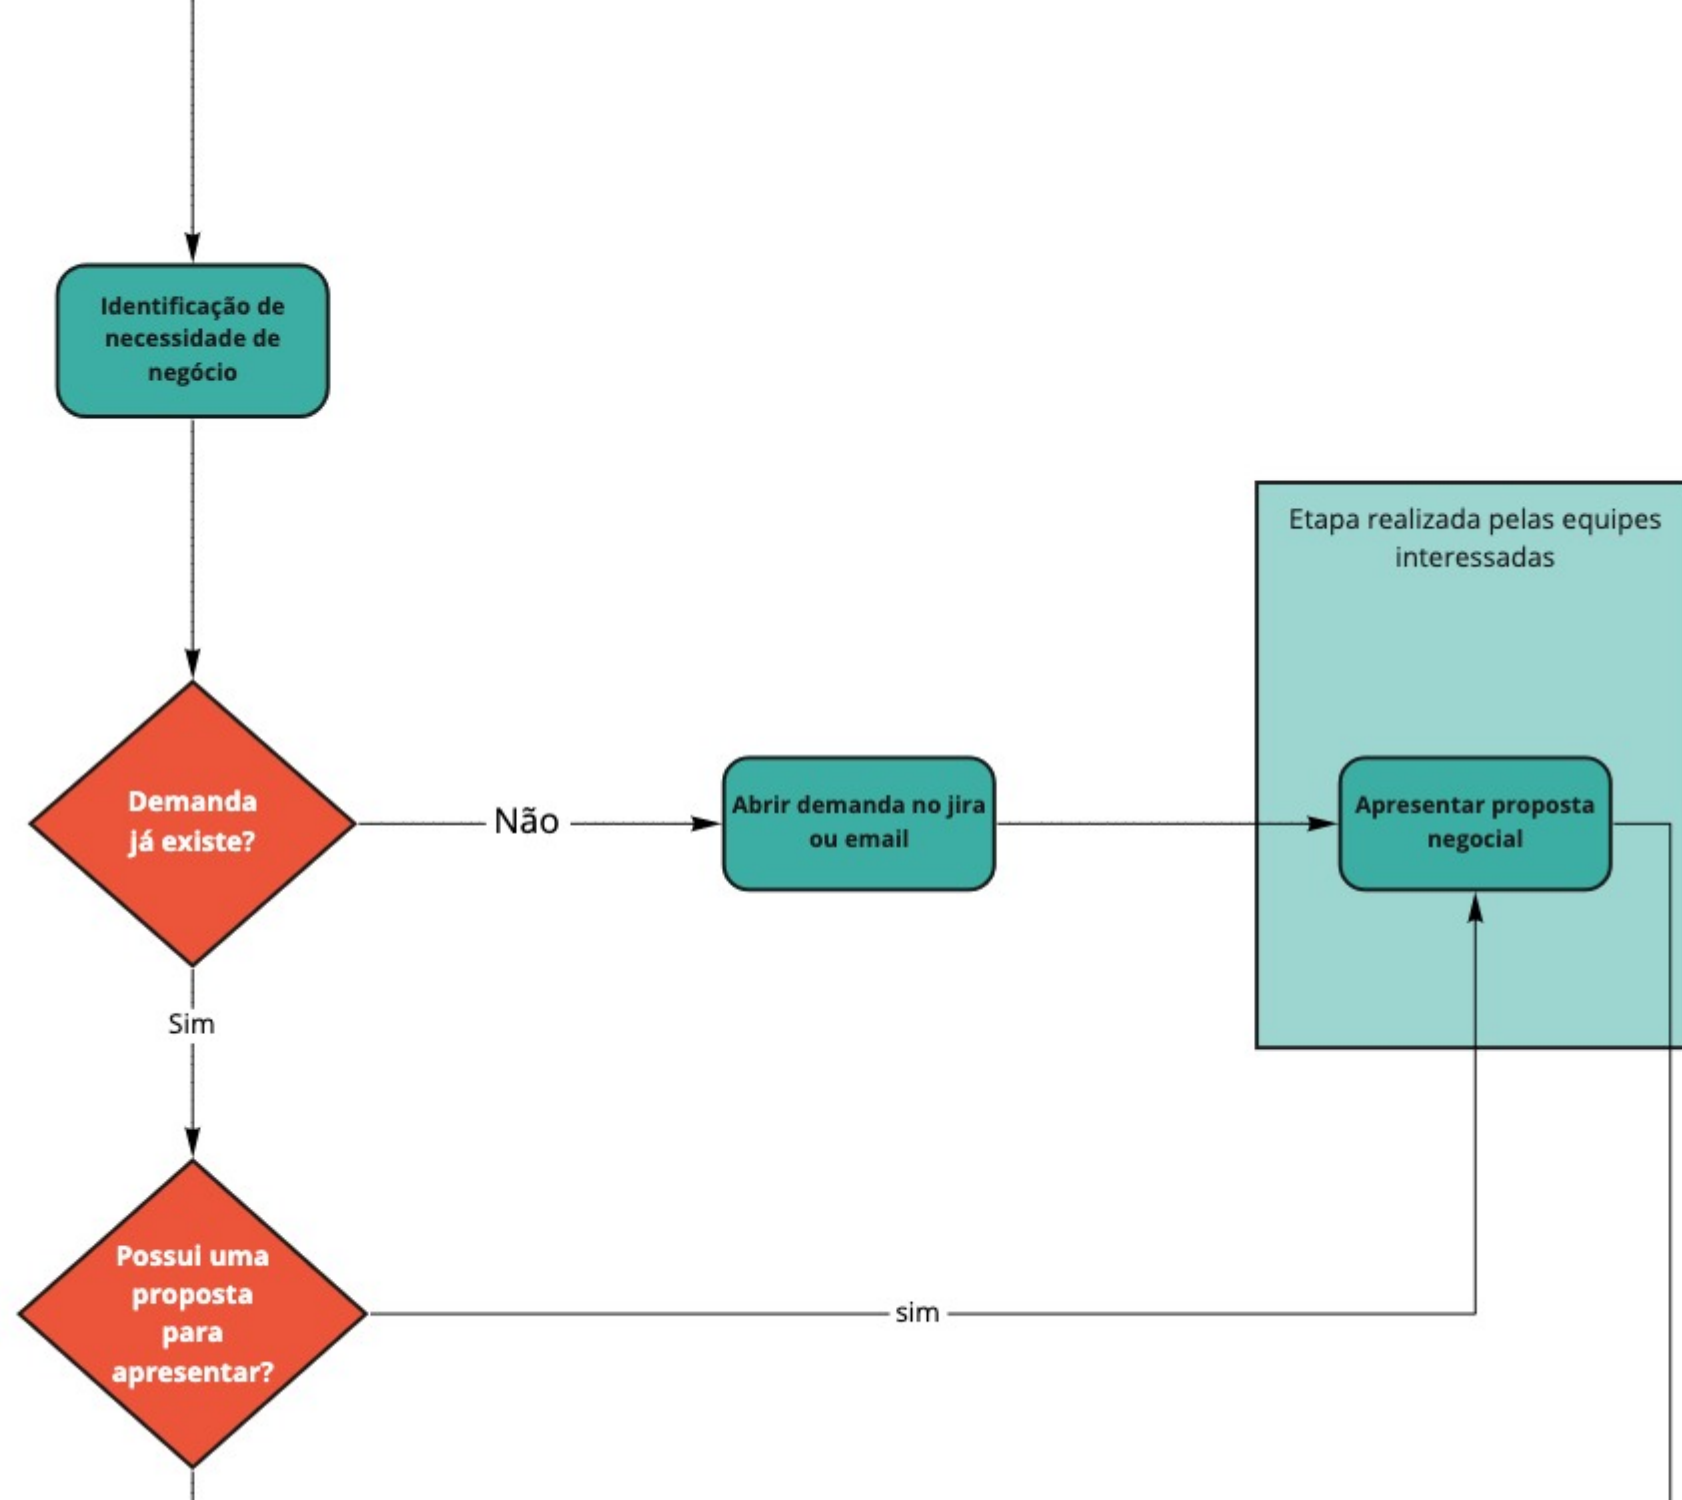 Identificação de
necessidade de
negócio
Etapa realizada pelas equipes
interessadas
Demanda
já existe?
Não
Abrir demanda no jira
ou email
Apresentar proposta
negocial
Sim
Possui uma
proposta
para
apresentar?
sim